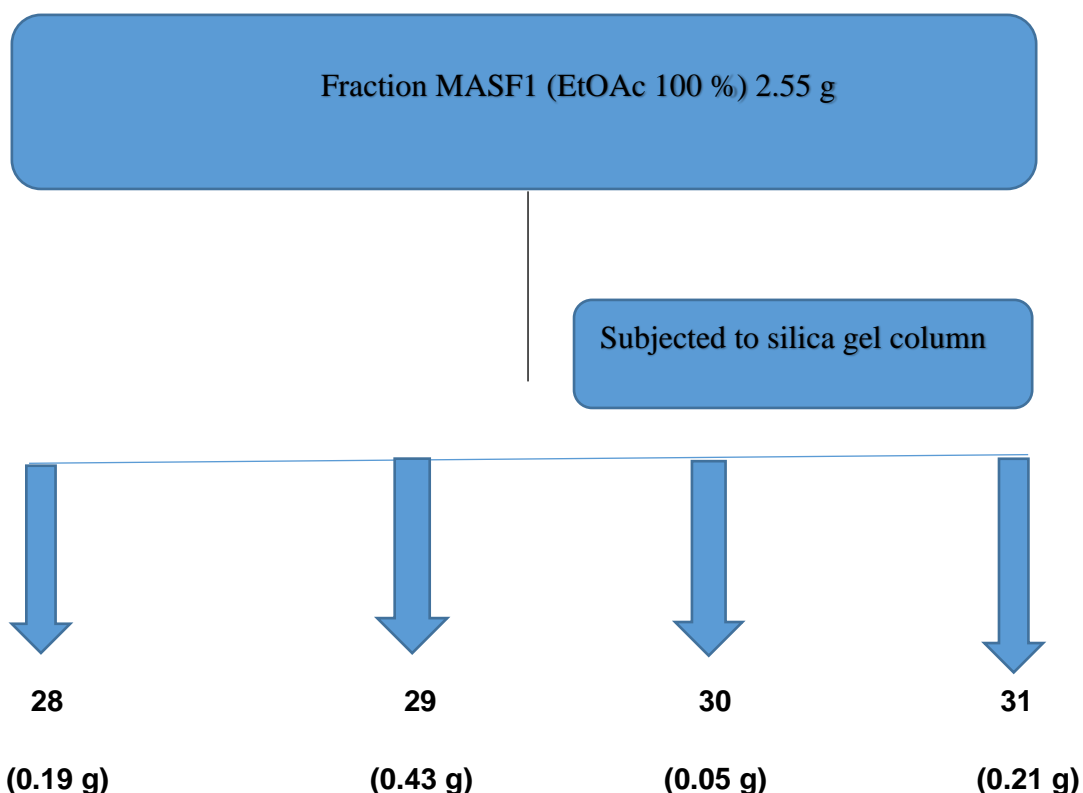 Fraction MASF1 (EtOAc 100 %) 2.55 g
Subjected to silica gel column
28 29 30 31
(0.19 g) (0.43 g) (0.05 g) (0.21 g)